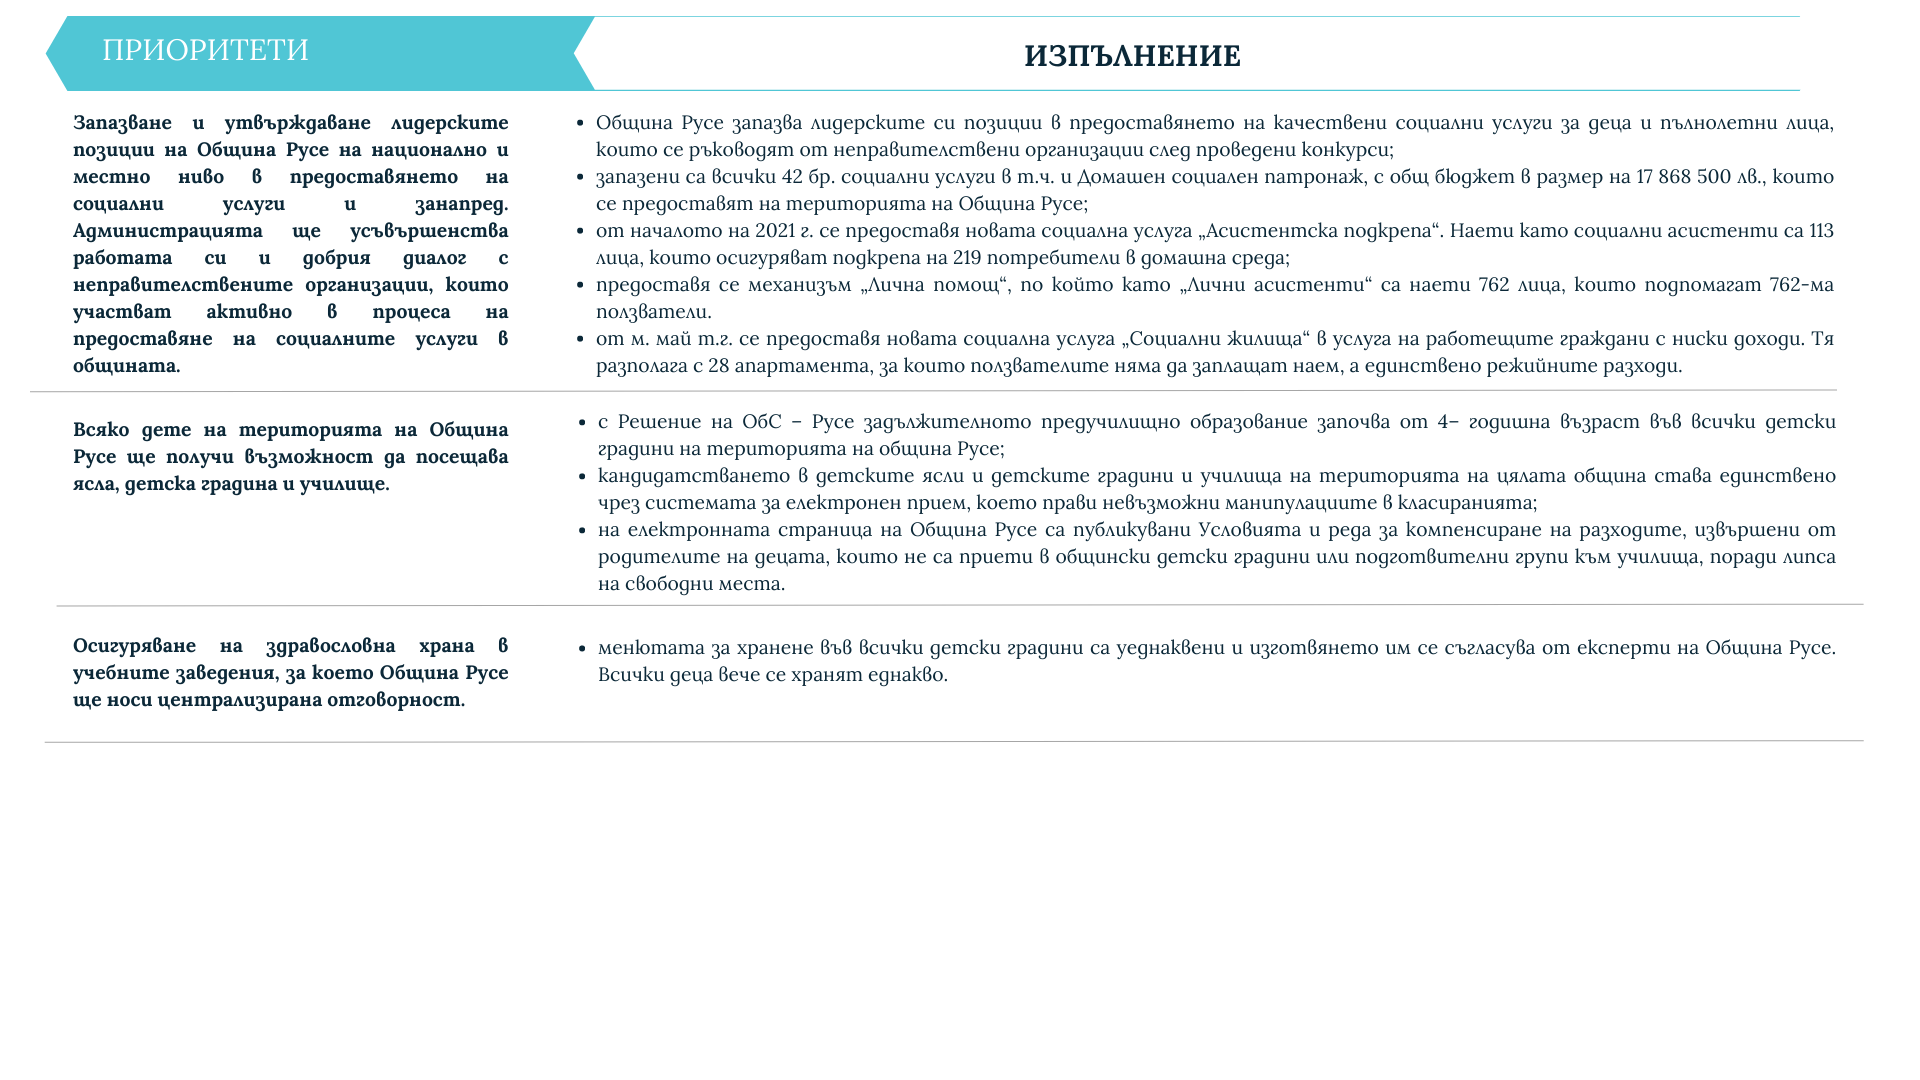 ПРИОРИТЕТИ
ИЗПЪЛНЕНИЕ
Запазване и утвърждаване лидерските
позиции на Община Русе на национално и
местно ниво в предоставянето на
социални услуги и занапред.
Администрацията ще усъвършенства
работата си и добрия диалог с
неправителствените организации, които
участват активно в процеса на
предоставяне на социалните услуги в
общината.
• Община Русе запазва лидерските си позиции в предоставянето на качествени социални услуги за деца и пълнолетни лица,
които се ръководят от неправителствени организации след проведени конкурси;
• запазени са всички 42 бр. социални услуги в т.ч. и Домашен социален патронаж, с общ бюджет в размер на 17 868 500 лв., които
се предоставят на територията на Община Русе;
• от началото на 2021 г. се предоставя новата социална услуга „Асистентска подкрепа“. Наети като социални асистенти са 113
лица, които осигуряват подкрепа на 219 потребители в домашна среда;
• предоставя се механизъм „Лична помощ“, по който като „Лични асистенти“ са наети 762 лица, които подпомагат 762-ма
ползватели.
• от м. май т.г. се предоставя новата социална услуга „Социални жилища“ в услуга на работещите граждани с ниски доходи. Тя
разполага с 28 апартамента, за които ползвателите няма да заплащат наем, а единствено режийните разходи.
Всяко дете на територията на Община
Русе ще получи възможност да посещава
ясла, детска градина и училище.
• с Решение на ОбС – Русе задължителното предучилищно образование започва от 4– годишна възраст във всички детски
градини на територията на община Русе;
• кандидатстването в детските ясли и детските градини и училища на територията на цялата община става единствено
чрез системата за електронен прием, което прави невъзможни манипулациите в класиранията;
• на електронната страница на Община Русе са публикувани Условията и реда за компенсиране на разходите, извършени от
родителите на децата, които не са приети в общински детски градини или подготвителни групи към училища, поради липса
на свободни места.
Осигуряване на здравословна храна в
учебните заведения, за което Община Русе
ще носи централизирана отговорност.
• менютата за хранене във всички детски градини са уеднаквени и изготвянето им се съгласува от експерти на Община Русе.
Всички деца вече се хранят еднакво.